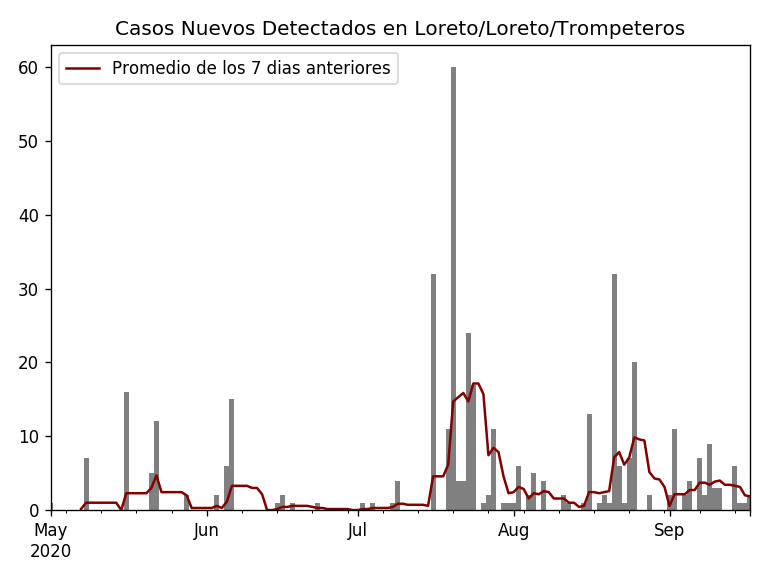 Casos Nuevos Detectados en Loreto/Loreto/Trompeteros
Promedio de los 7 dias anteriores
60
50
40
30
20
10
0
May Jun Jul Aug Sep
2020